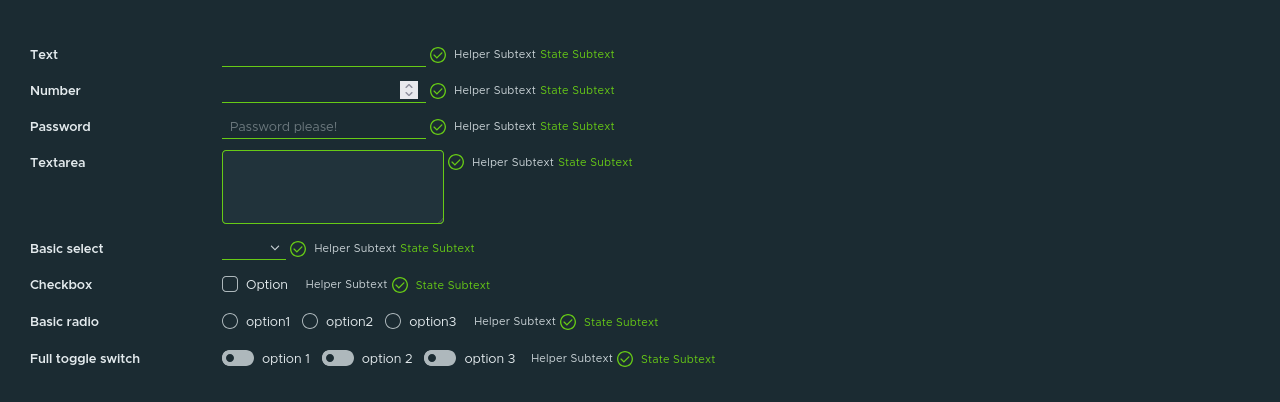 Text Helper Subtext State Subtext
Number Helper Subtext State Subtext
Password Password please! Helper Subtext State Subtext
Textarea Helper Subtext State Subtext
Basic select Helper Subtext State Subtext
Checkbox Option Helper Subtext State Subtext
Basic radio option1 option2 option3 Helper Subtext State Subtext
Full toggle switch option 1 option 2 option 3 Helper Subtext State Subtext